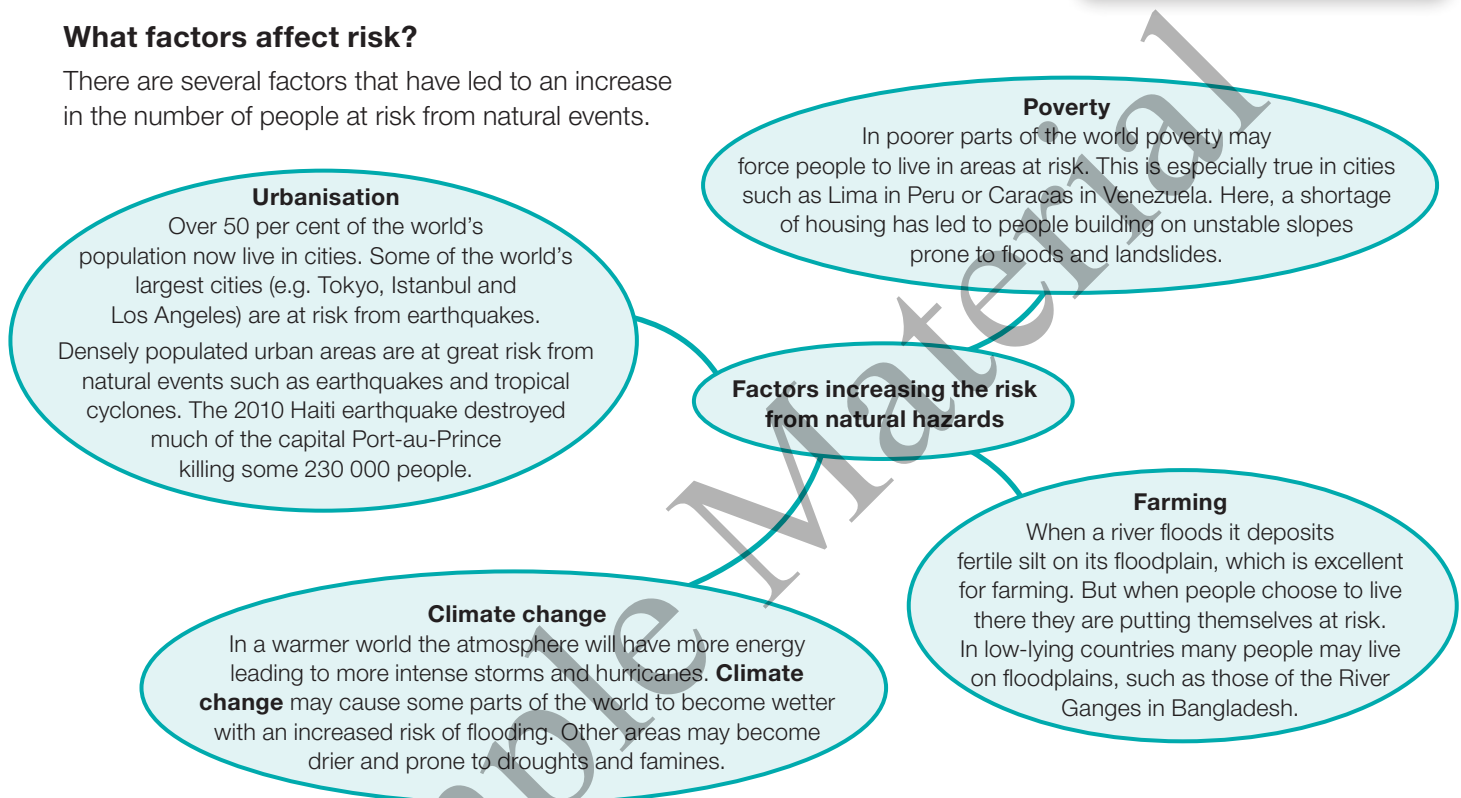 What factors affect risk?
There are several factors that have led to an increase
in the number of people at risk from natural events.
Poverty
In poorer parts of the world poverty may
force people to live in areas at risk. This is especially true in cities
such as Lima in Peru or Caracas in Venezuela. Here, a shortage
of housing has led to people building on unstable slopes
prone to floods and landslides.
Urbanisation
Over 50 per cent of the world's
population now live in cities. Some of the world's
largest cities (e.g. Tokyo, Istanbul and
Los Angeles) are at risk from earthquakes.
Densely populated urban areas are at great risk from
natural events such as earthquakes and tropical
cyclones. The 2010 Haiti earthquake destroyed
much of the capital Port-au-Prince
killing some 230 000 people.
Factors increasing the risk
from natural hazards
Farming
When a river floods it deposits
fertile silt on its floodplain, which is excellent
for farming. But when people choose to live
there they are putting themselves at risk.
In low-lying countries many people may live
on floodplains, such as those of the River
Ganges in Bangladesh.
Climate change
In a warmer world the atmosphere will have more energy
leading to more intense storms and hurricanes. Climate
change may cause some parts of the world to become wetter
with an increased risk of flooding. Other areas may become
drier and prone to droughts and famines.
Material